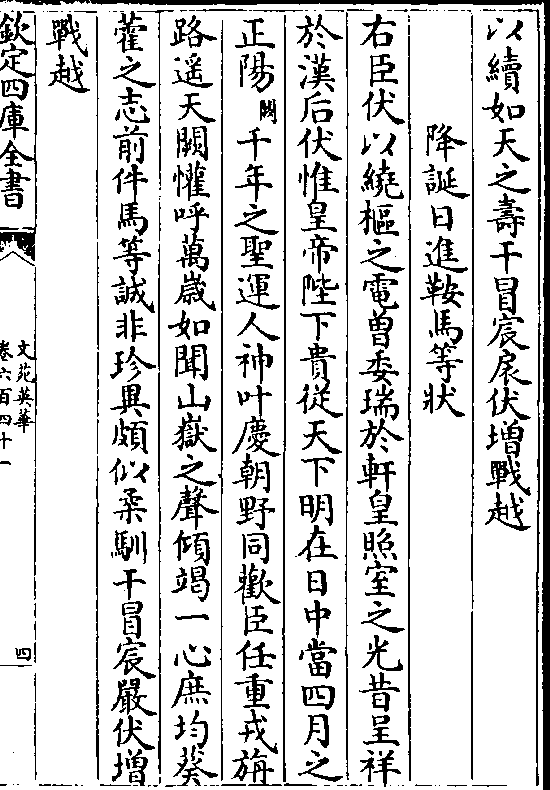 以續如天之壽干冒宸扆伏增戰越
降誕日進鞍馬等狀
右臣伏以繞樞之電曽委瑞於軒皇照室之光昔呈祥
於漢后伏惟皇帝陛下貴從天下明在日中當四月之
正陽闕千年之聖運人神叶慶朝野同歡臣任重戎旃
路遥天闕懽呼萬歳如聞山嶽之聲傾竭一心庶均葵
藿之志前件馬等誠非珍異頗似柔馴干冒宸嚴伏增
戰越
欽定四庫全書
文苑英華
卷六百四十一
四